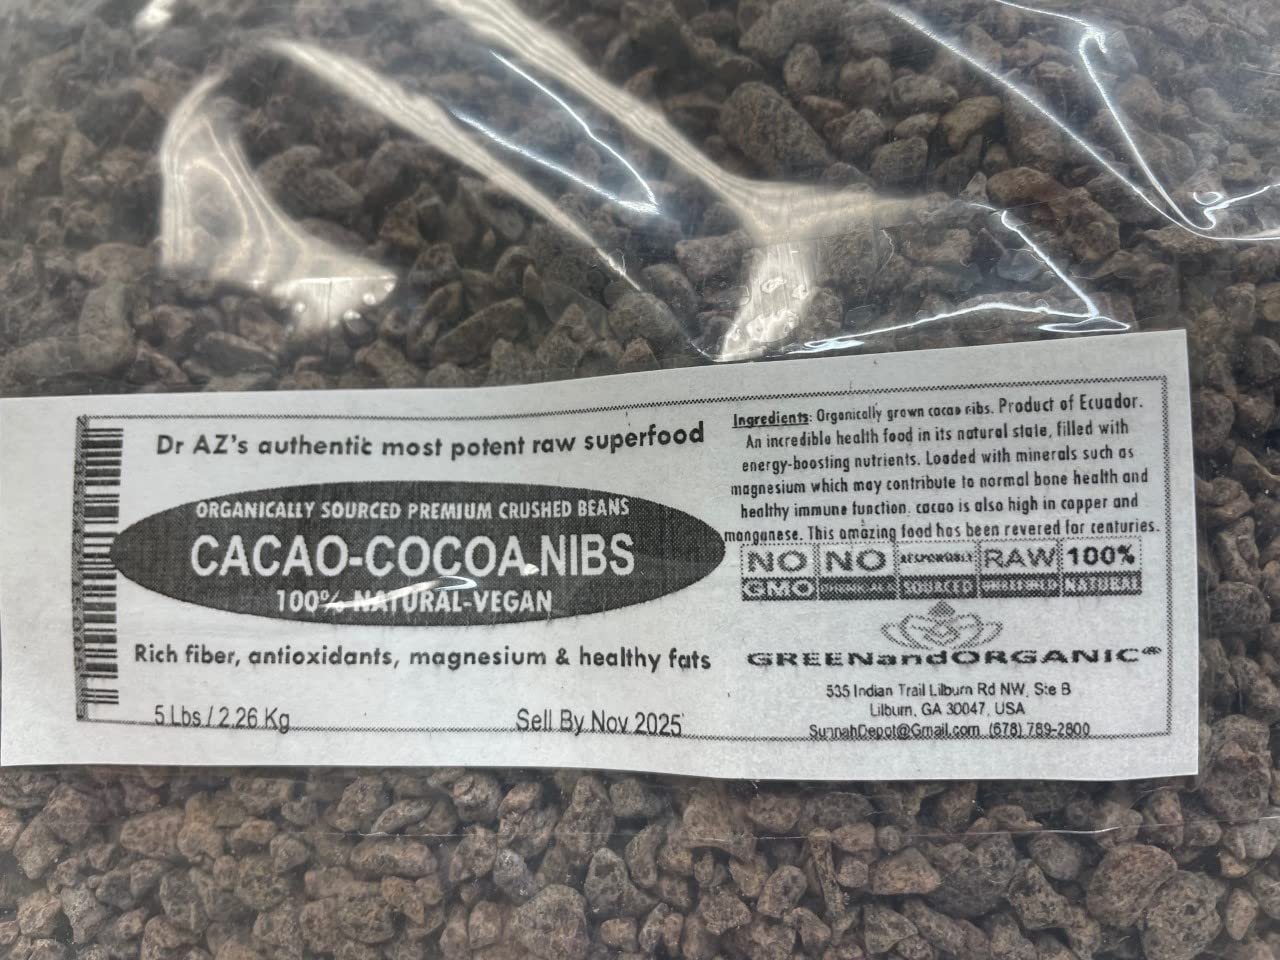 Dr AZ's authentic most potent raw superfood
ORGANICALLY SOURCED PREMIUM CRUSHED BEANS
CACAO-COCOA NIBS
100% NATURAL-VEGAN
Rich fiber, antioxidants, magnesium & healthy fats
5 Lbs / 2.26 Kg
Sell By Nov 2025
Ingredients: Organically grown cacao nibs. Product of Ecuador.
An incredible health food in its natural state, filled with
energy-boosting nutrients. Loaded with minerals such as
magnesium which may contribute to normal bone health and
healthy immune function. cacao is also high in copper and
manganese. This amazing food has been revered for centuries.
NO GMO
NO
RESPONSIBLY SOURCED
RAW
100% NATURAL
GREENandORGANIC
535 Indian Trail Lilburn Rd NW, Ste B
Lilburn, GA 30047, USA
SunnahDepot@Gmail.com (678) 789-2800